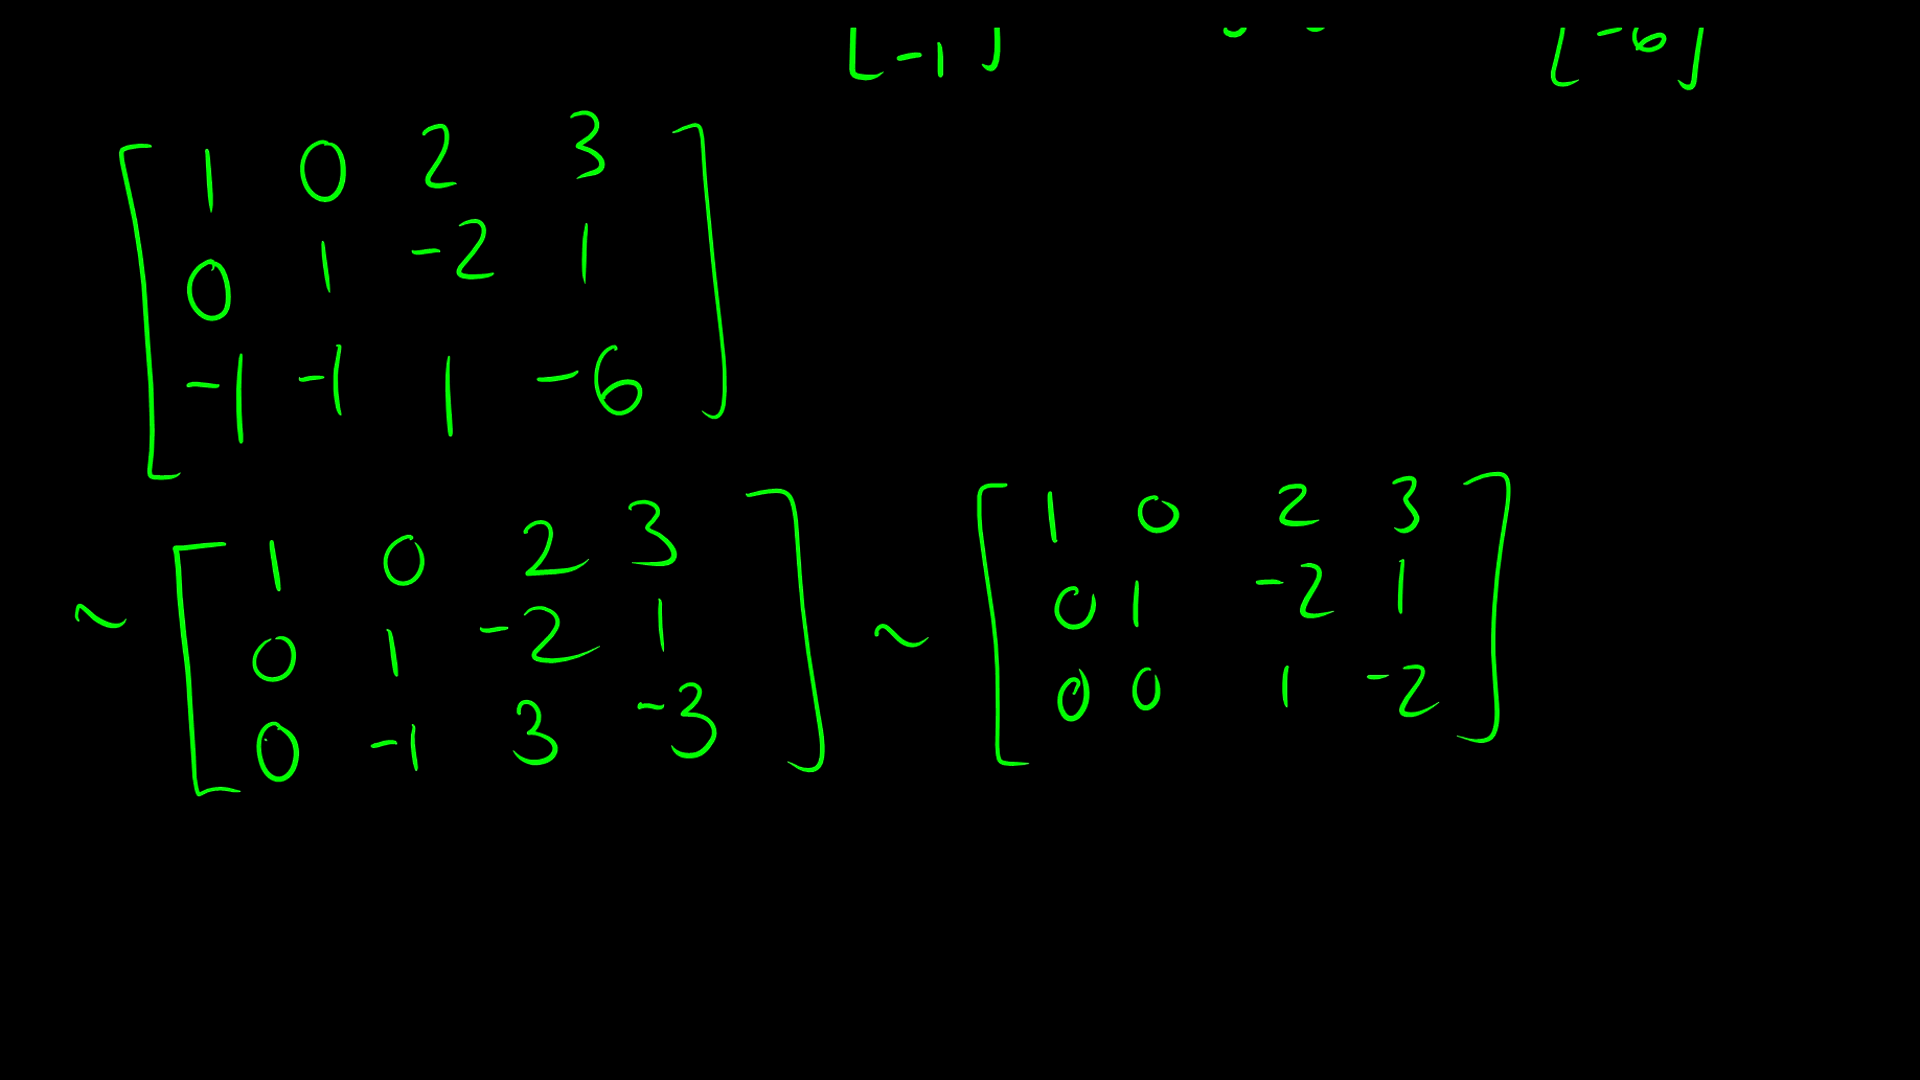 [-1] [-6]
[1 0 2 3
0 1 -2 1
-1 -1 1 -6]
~ [1 0 2 3
0 1 -2 1
0 -1 3 -3]
~ [1 0 2 3
0 1 -2 1
0 0 1 -2]